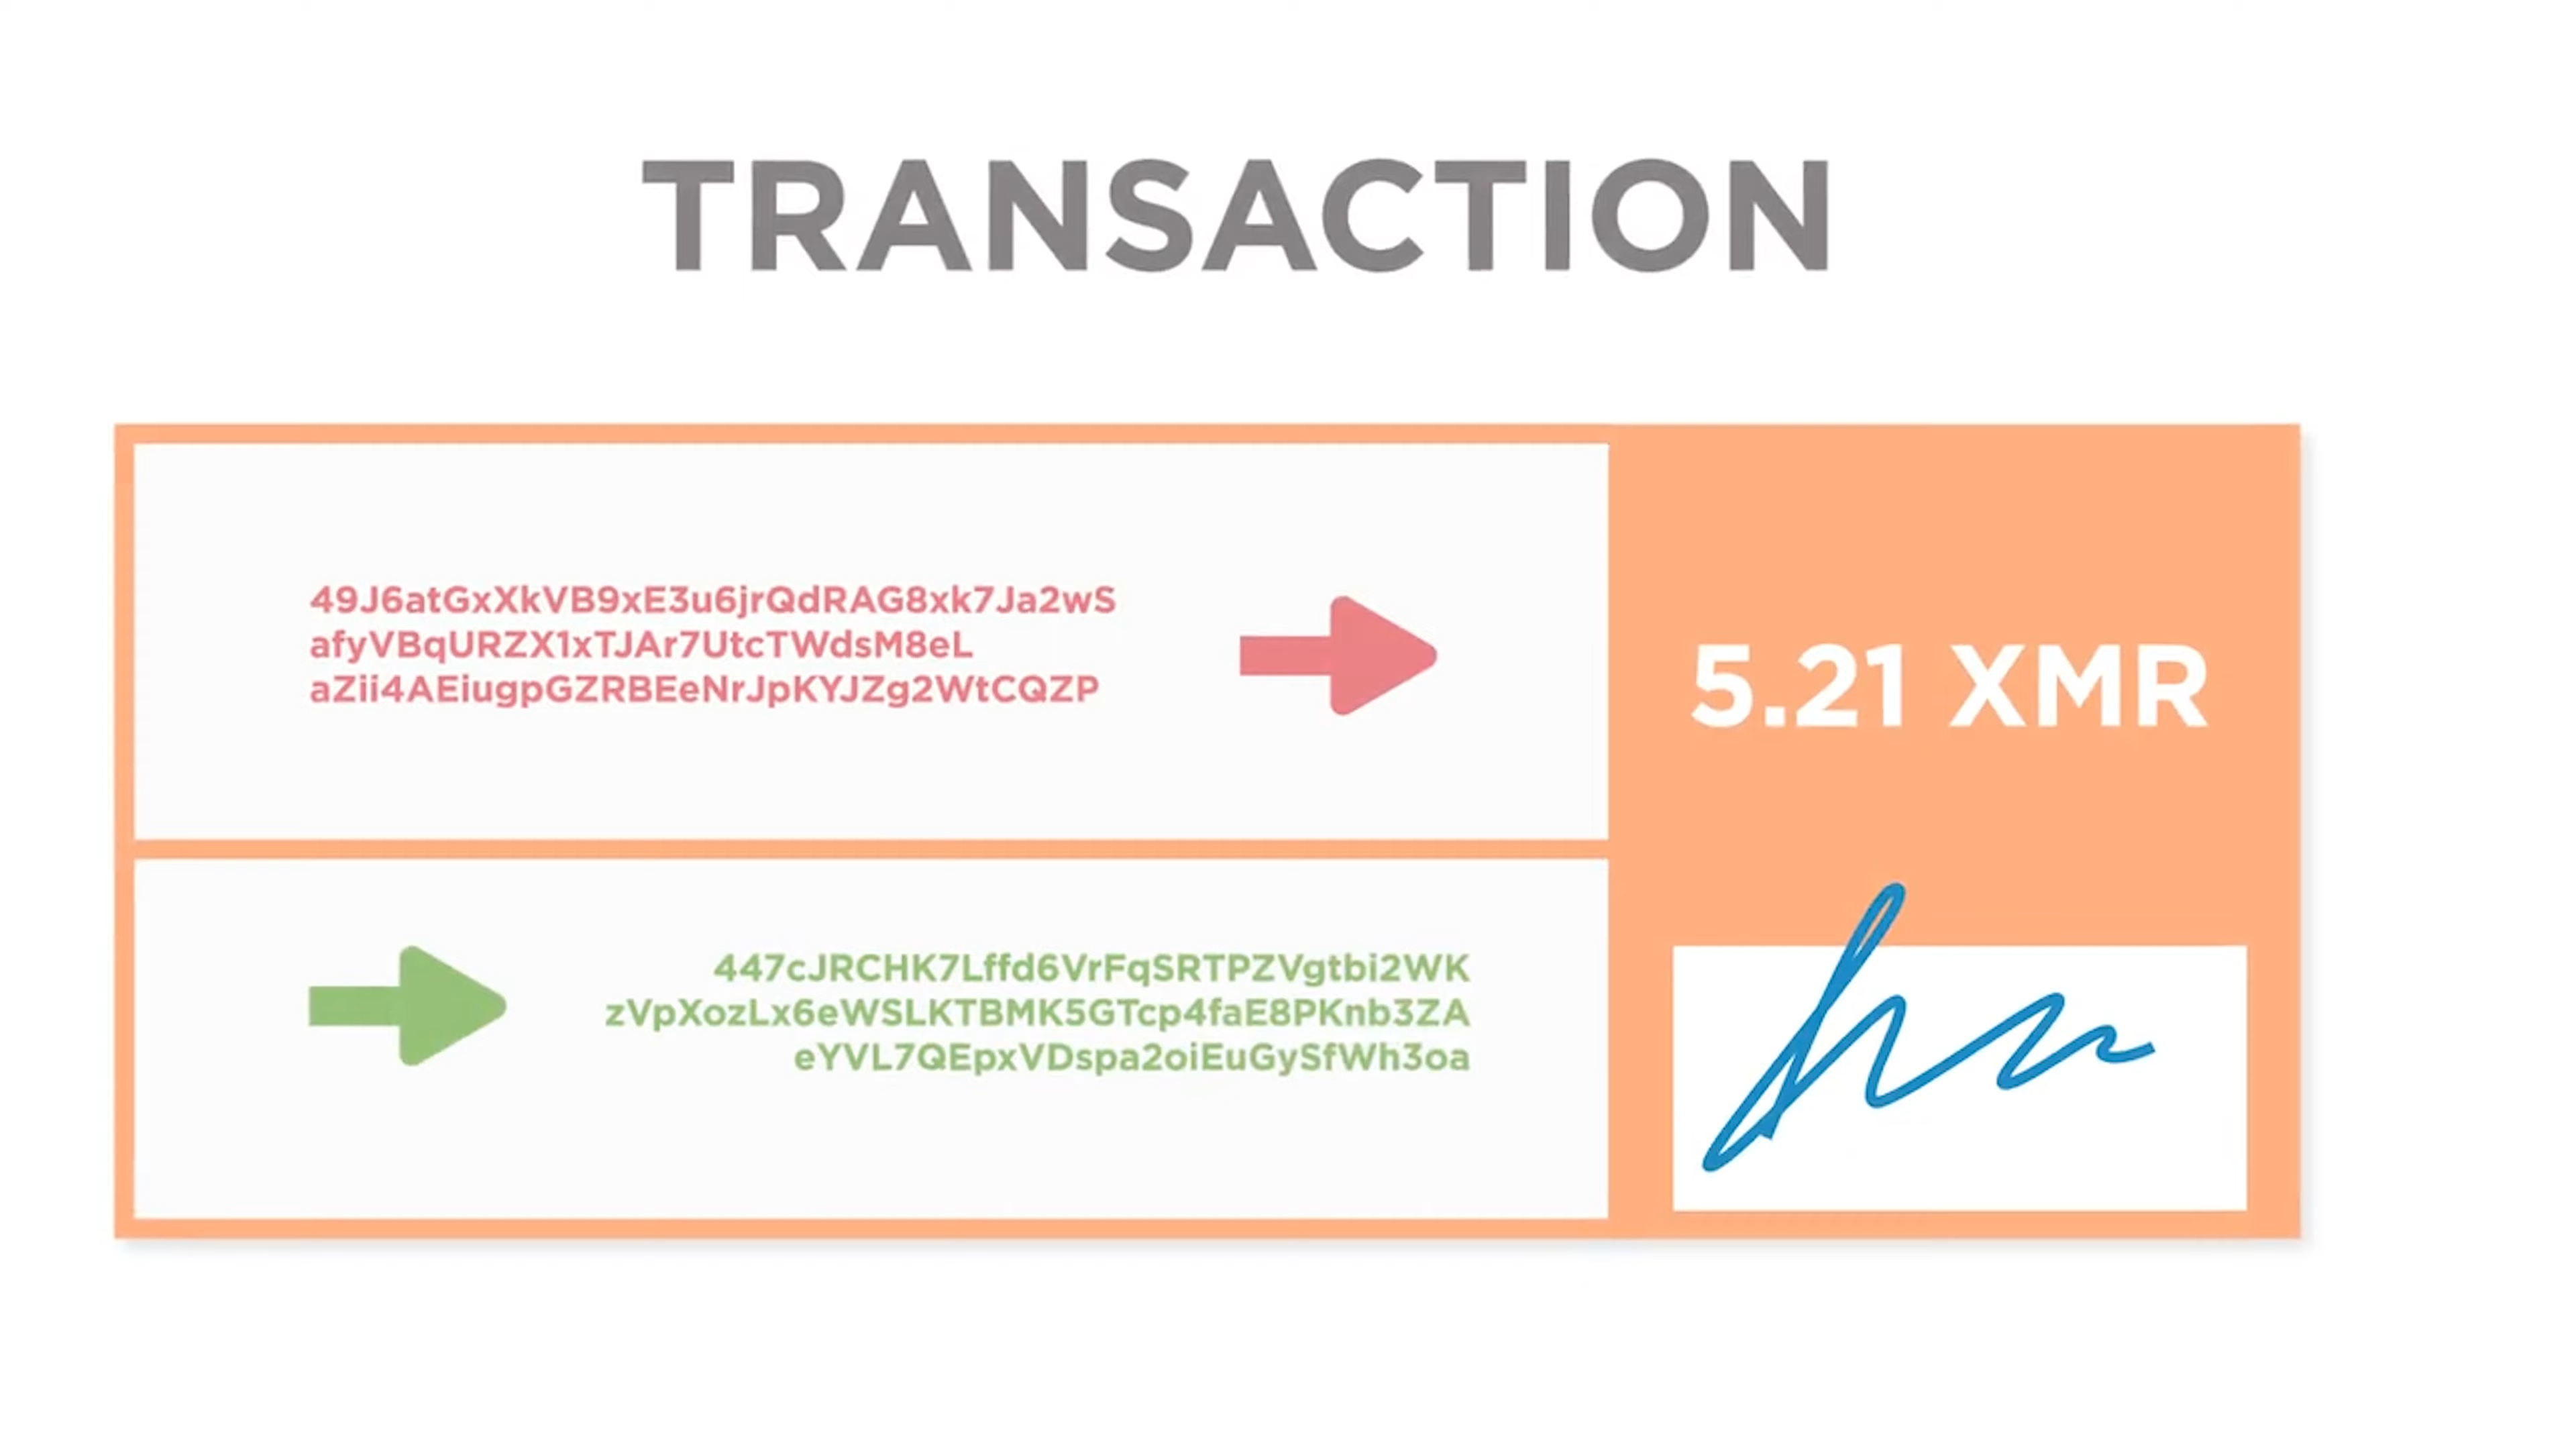 TRANSACTION
49J6atGxXkVB9xE3u6jrQdRAG8xk7Ja2wS
afyVBqURZX1xTJAr7UtcTWdsM8eL
aZii4AEiugpGZRBEeNrJpKYJZg2WtCQZP
5.21 XMR
447cJRCHK7Lffd6VrFqSRTPZVgtbi2WK
zVpXozLx6eWSLKTBMK5GTcp4faE8PKnb3ZA
eYVL7QEpxVDspa2oiEuGySfWh3oa